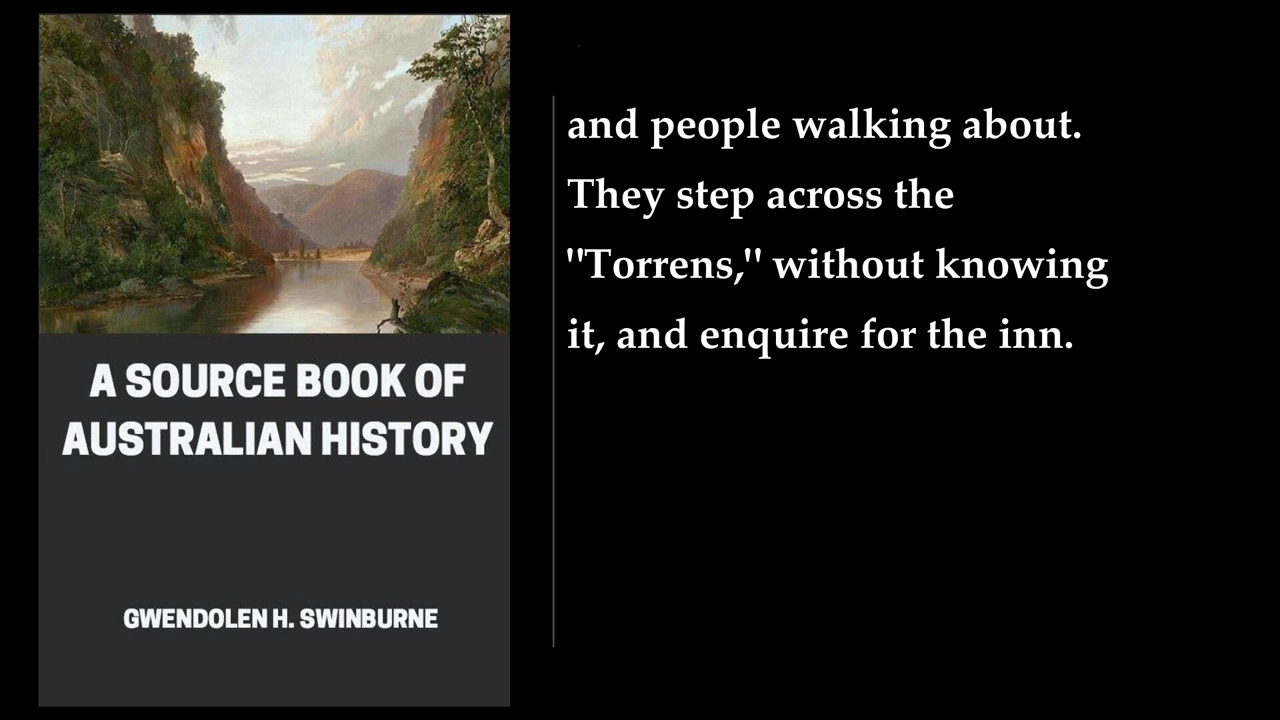 A SOURCE BOOK OF
AUSTRALIAN HISTORY
GWENDOLEN H. SWINBURNE
and people walking about.
They step across the
"Torrens," without knowing
it, and enquire for the inn.